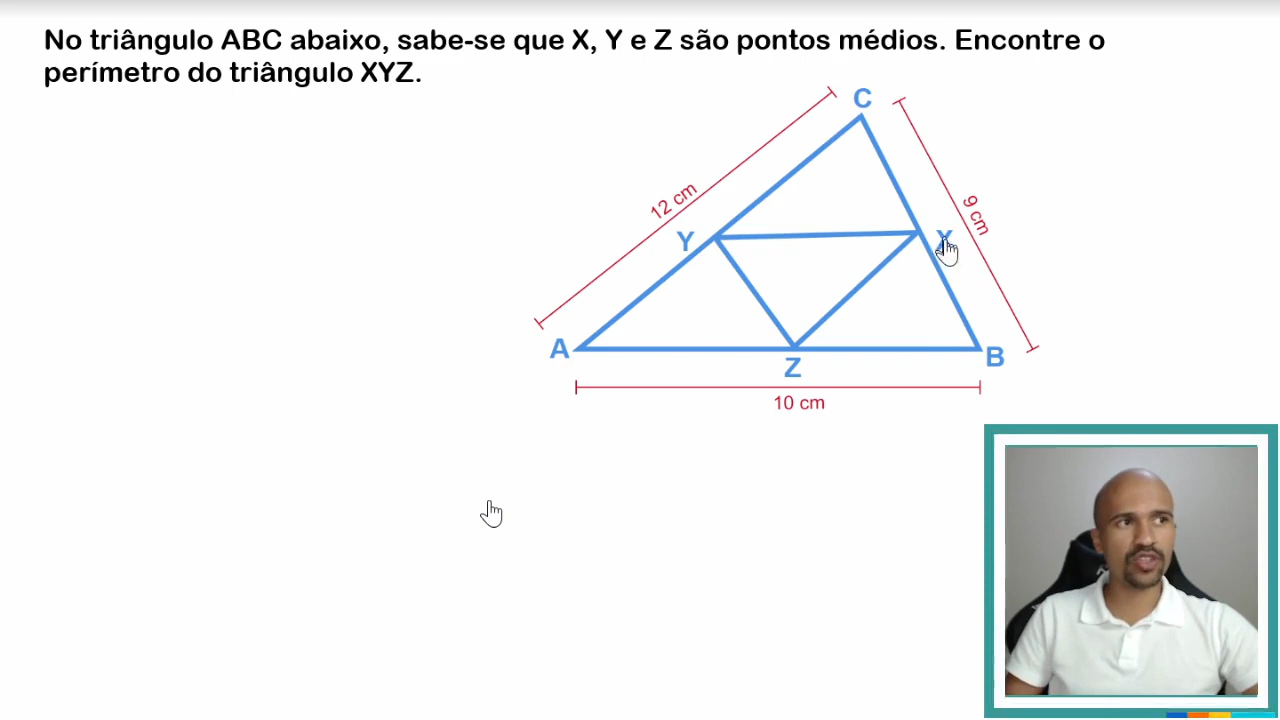 No triângulo ABC abaixo, sabe-se que X, Y e Z são pontos médios. Encontre o
perímetro do triângulo XYZ.
C
12 cm
9 cm
Y
X
A
B
Z
10 cm